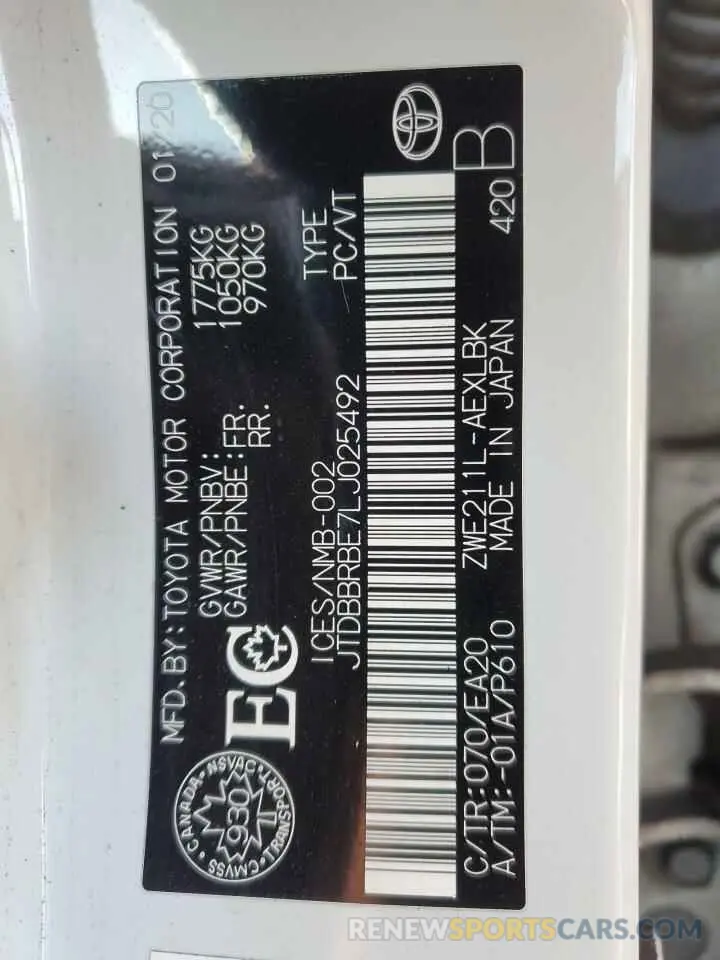 MFD. BY: TOYOTA MOTOR CORPORATION 01/20
GVWR/PNBV: 1775KG
GAWR/PNBE: FR. 1050KG
RR. 970KG
CANADA · NSVAC · TRANSPORT · CMVSS
930
EC
ICES/NMB-002 TYPE
JTDBBRBE7LJ025492 PC/VT
C/TR: 070/EA20 ZWE211L-AEXLBK B
A/TM: -01A/P610 MADE IN JAPAN 420
RENEWSPORTSCARS.COM